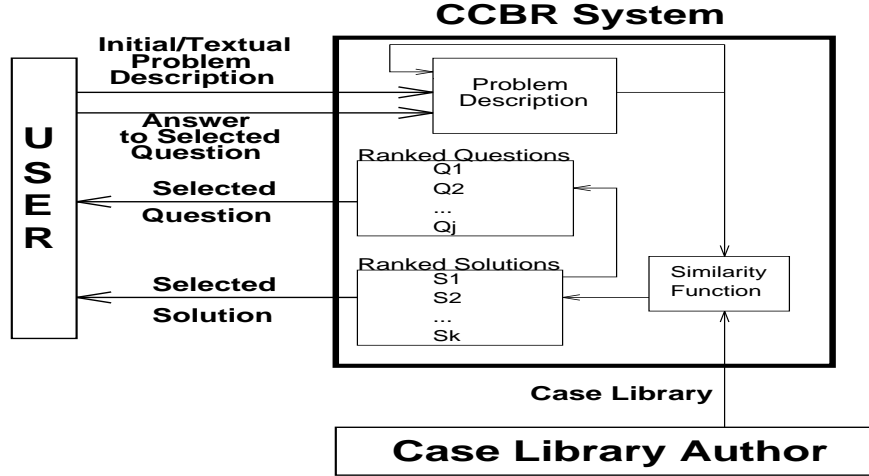 CCBR System
Initial/Textual
Problem
Description
Problem
Description
USER
Answer
to Selected
Question
Ranked Questions
Q1
Q2
...
Qj
Selected
Question
Ranked Solutions
S1
S2
...
Sk
Selected
Solution
Similarity
Function
Case Library
Case Library Author